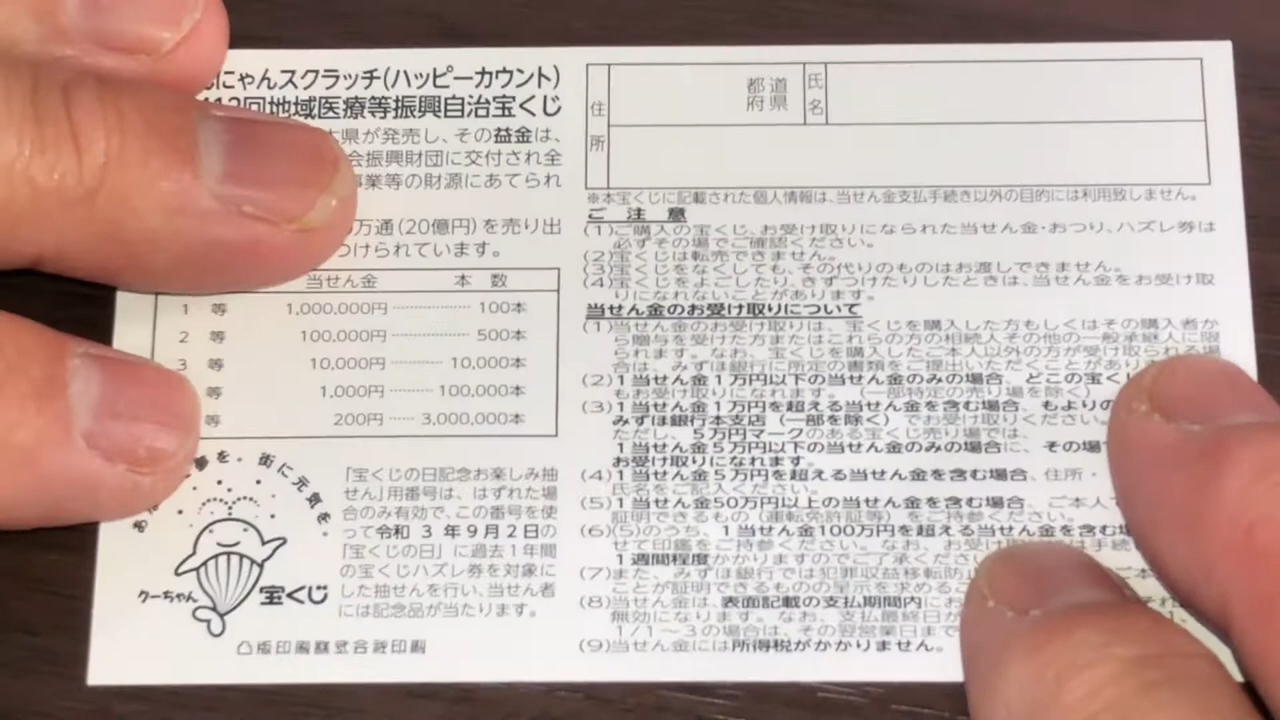 にゃんスクラッチ(ハッピーカウント)
回地域医療等振興自治宝くじ
県が発売し、その益金は、
会振興財団に交付され全
事業等の財源にあてられ
万通(20億円)を売り出
つけられています。
当せん金 本数
1等 1,000,000円 100本
2等 100,000円 500本
3等 10,000円 10,000本
等 1,000円 100,000本
等 200円 3,000,000本
夢を。街に元気を。
クーちゃん 宝くじ
「宝くじの日記念お楽しみ抽
せん」用番号は、はずれた場
合のみ有効で、この番号を使
って令和 3年9月2日の
「宝くじの日」に過去1年間
の宝くじハズレ券を対象に
した抽せんを行い、当せん者
には記念品が当たります。
凸版印刷株式会社印刷
住所 都道府県 氏名
※本宝くじに記載された個人情報は、当せん金支払手続き以外の目的には利用致しません。
ご注意
(1)ご購入の宝くじ、お受け取りになられた当せん金・おつり、ハズレ券は
必ずその場でご確認ください。
(2)宝くじは転売できません。
(3)宝くじをなくしても、その代りのものはお渡しできません。
(4)宝くじをよごしたり、きずつけたりしたときは、当せん金をお受け取
りになれないことがあります。
当せん金のお受け取りについて
(1)当せん金のお受け取りは、宝くじを購入した方もしくはその購入者か
ら贈与を受けた方またはこれらの方の相続人その他の一般承継人に限
られます。なお、宝くじを購入したご本人以外の方が受け取られる場
合は、みずほ銀行に所定の書類をご提出いただくことがあり
(2)1当せん金1万円以下の当せん金のみの場合、どこの宝く
もお受け取りになれます。(一部特定の売り場を除く)
(3)1当せん金1万円を超える当せん金を含む場合、もよりの
みずほ銀行本支店(一部を除く)でお受け取りください。
ただし、5万円マークのある宝くじ売り場では、
1当せん金5万円以下の当せん金のみの場合に、その場で
お受け取りになれます。
(4)1当せん金5万円を超える当せん金を含む場合、住所・
氏名をご記入ください。
(5)1当せん金50万円以上の当せん金を含む場合、ご本人
証明できるもの(運転免許証等)をご持参ください。
(6)(5)のうち、1当せん金100万円を超える当せん金を含む場
せて印鑑をご持参ください。なお、お受け取りには手続
1週間程度かかりますのでご了承くださ
(7)また、みずほ銀行では犯罪収益移転防 ご本
ことが証明できるものの呈示を求めるこ
(8)当せん金は、表面記載の支払期間内にお
無効になります。なお、支払最終日が
1/1~3の場合は、その翌営業日まで
(9)当せん金には所得税がかかりません。